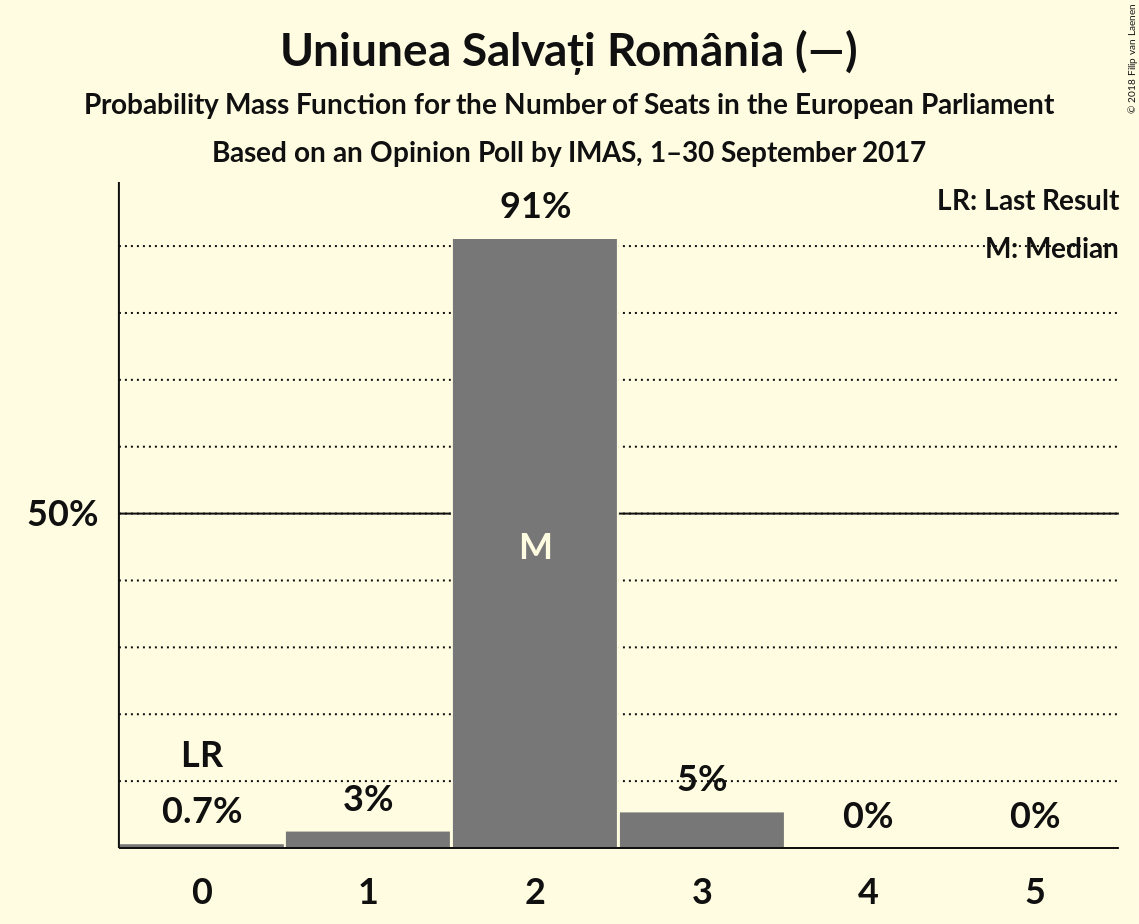 Uniunea Salvați România (—)
Probability Mass Function for the Number of Seats in the European Parliament
Based on an Opinion Poll by IMAS, 1–30 September 2017
© 2018 Filip van Laenen
LR: Last Result
M: Median
91%
50%
M
LR
0.7%
3%
5%
0%
0%
0 1 2 3 4 5